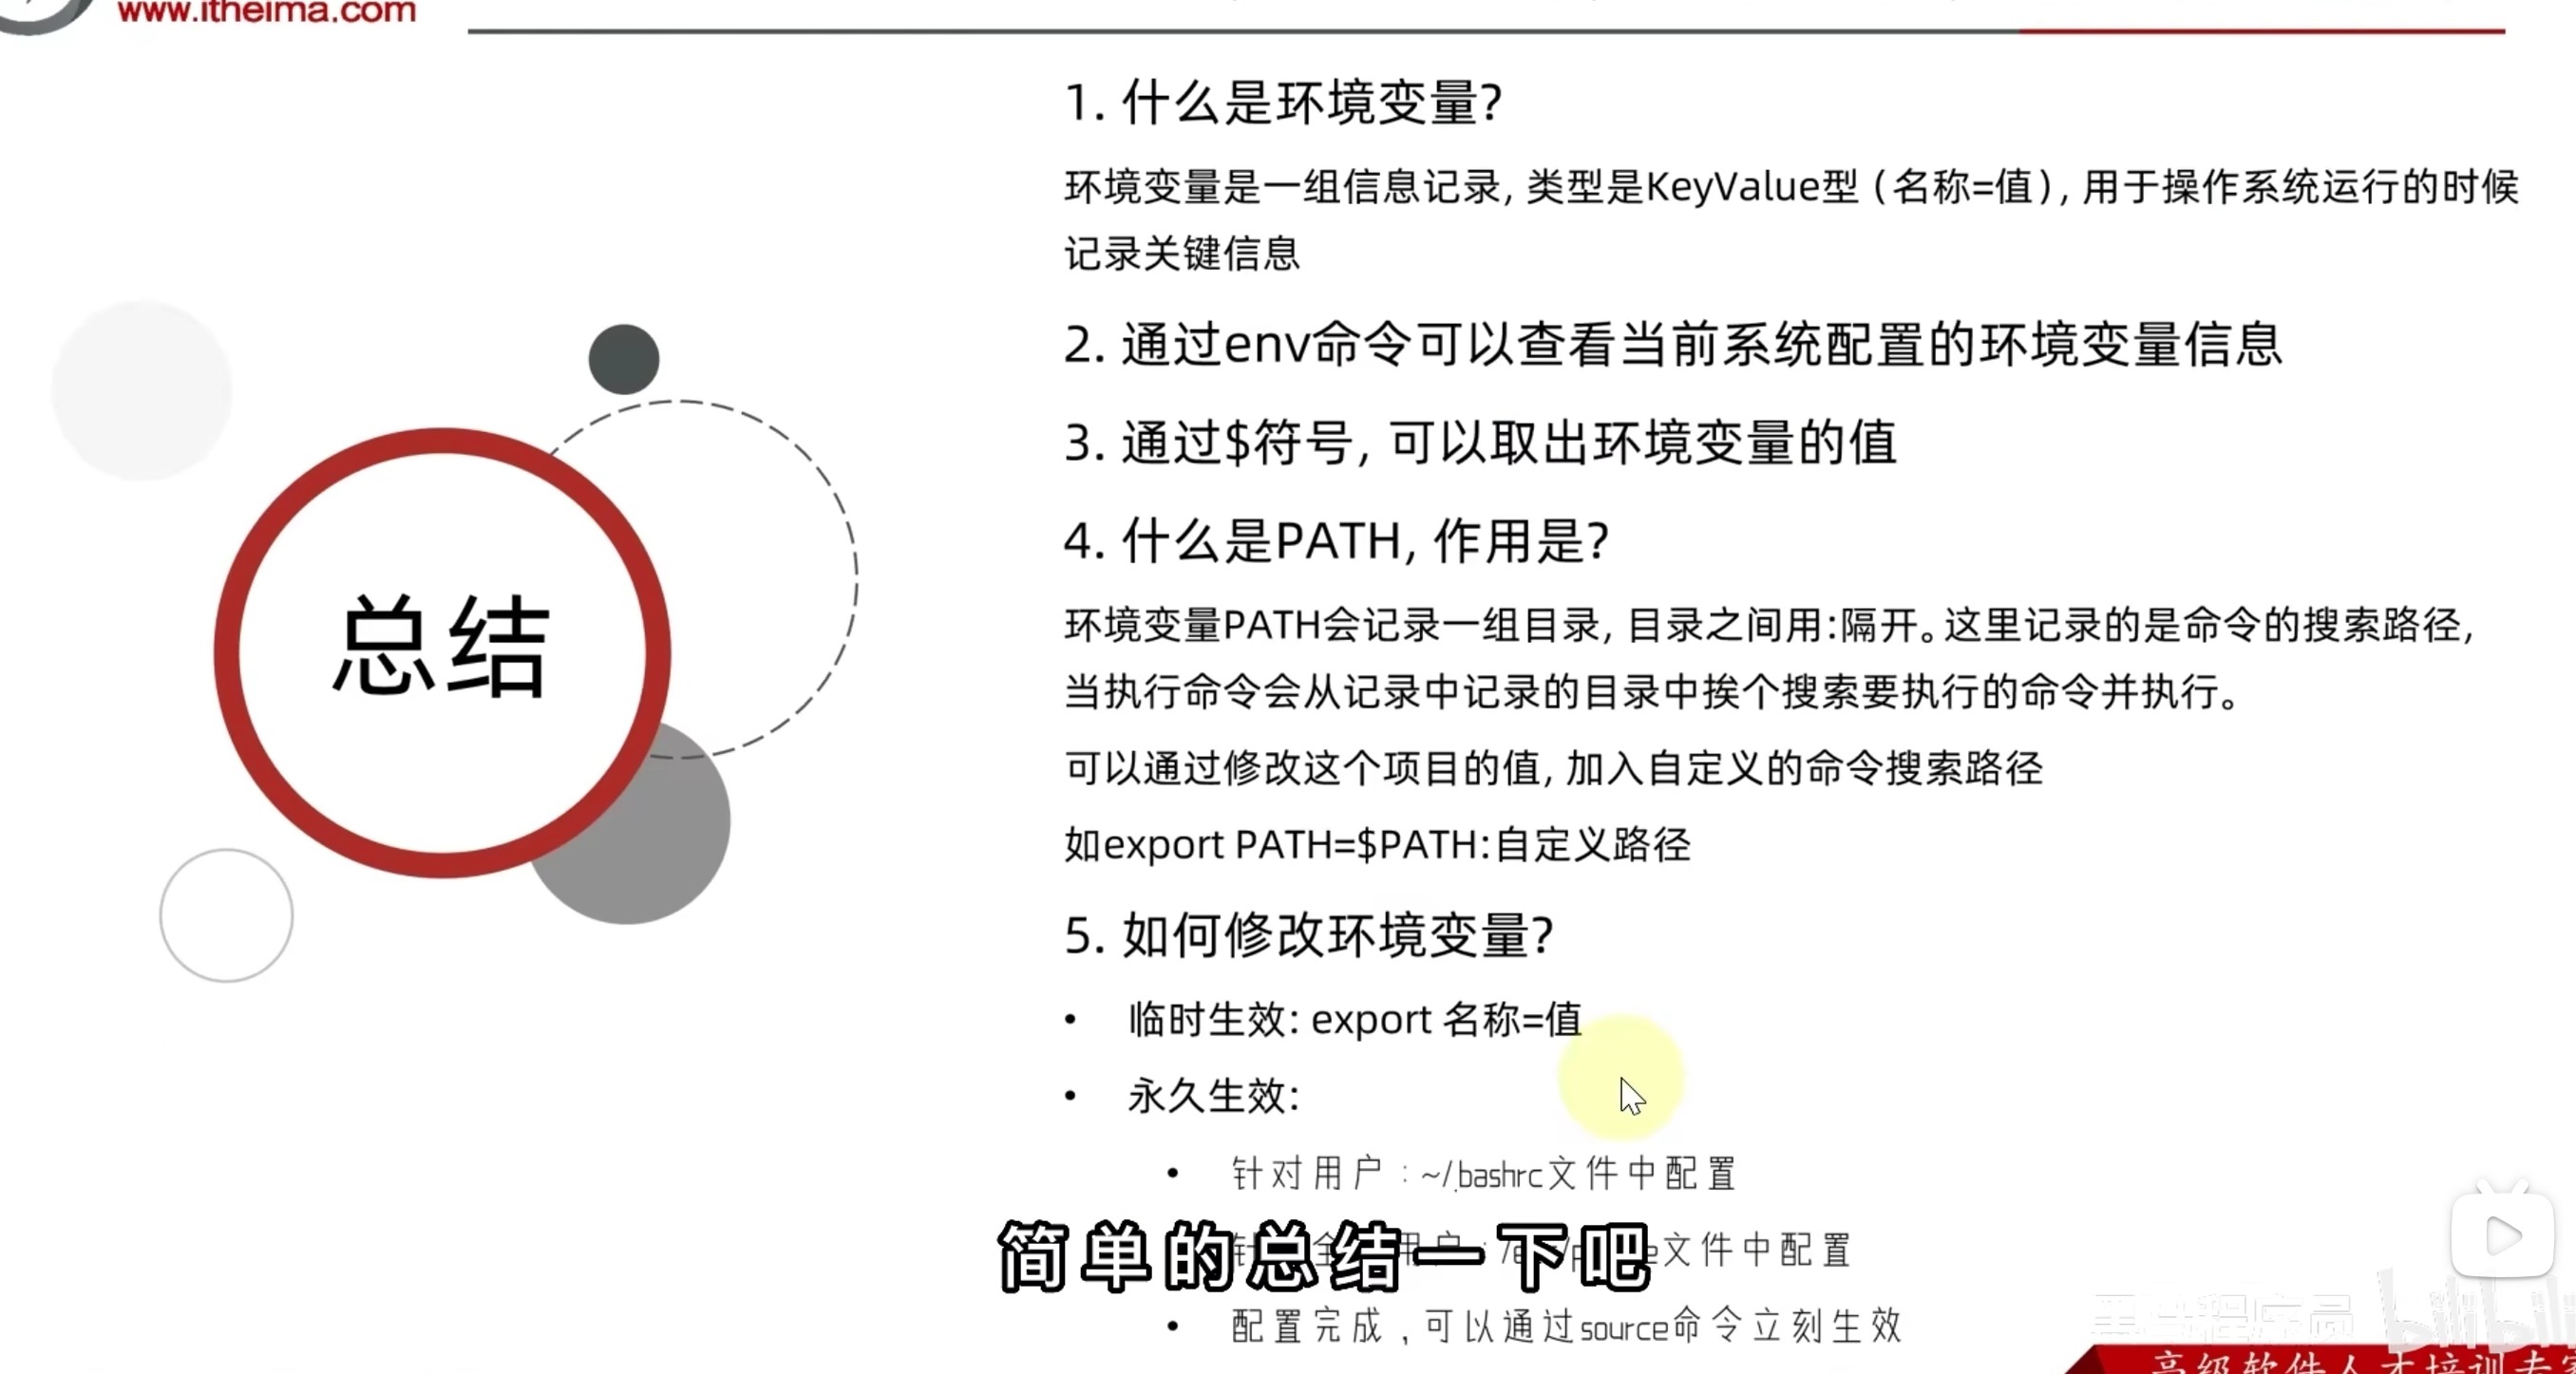 www.itheima.com
1. 什么是环境变量?
环境变量是一组信息记录, 类型是KeyValue型 (名称=值), 用于操作系统运行的时候
记录关键信息
2. 通过env命令可以查看当前系统配置的环境变量信息
3. 通过$符号, 可以取出环境变量的值
4. 什么是PATH, 作用是?
环境变量PATH会记录一组目录, 目录之间用:隔开。这里记录的是命令的搜索路径,
当执行命令会从记录中记录的目录中挨个搜索要执行的命令并执行。
可以通过修改这个项目的值, 加入自定义的命令搜索路径
如export PATH=$PATH:自定义路径
5. 如何修改环境变量?
• 临时生效: export 名称=值
• 永久生效:
• 针对用户:~/.bashrc文件中配置
文件中配置
• 配置完成,可以通过source命令立刻生效
总结
简单的总结一下吧
黑马程序员
bilibili
高级软件人才培训专家